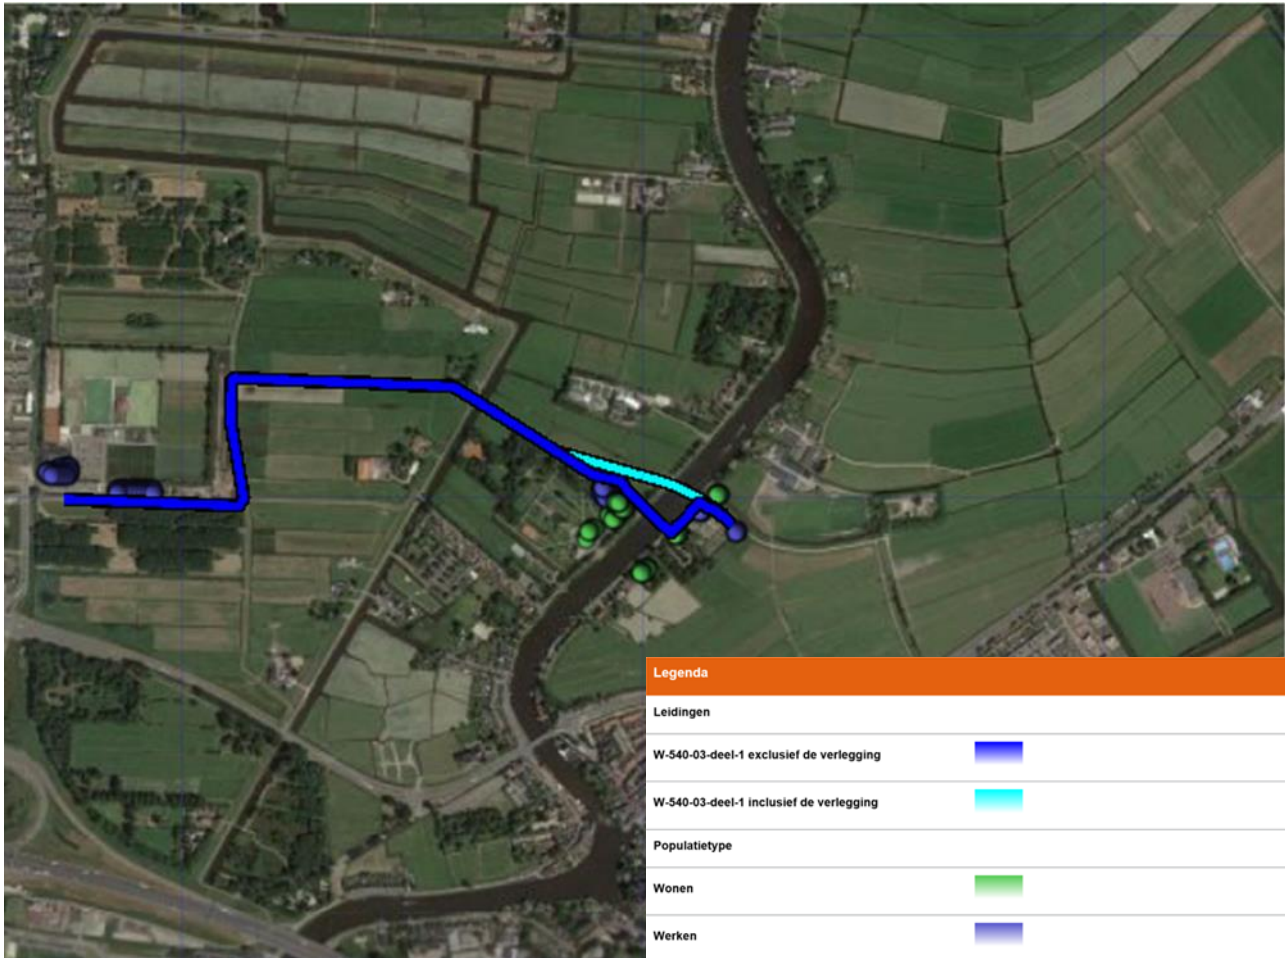 Legenda
Leidingen
W-540-03-deel-1 exclusief de verlegging
W-540-03-deel-1 inclusief de verlegging
Populatietype
Wonen
Werken